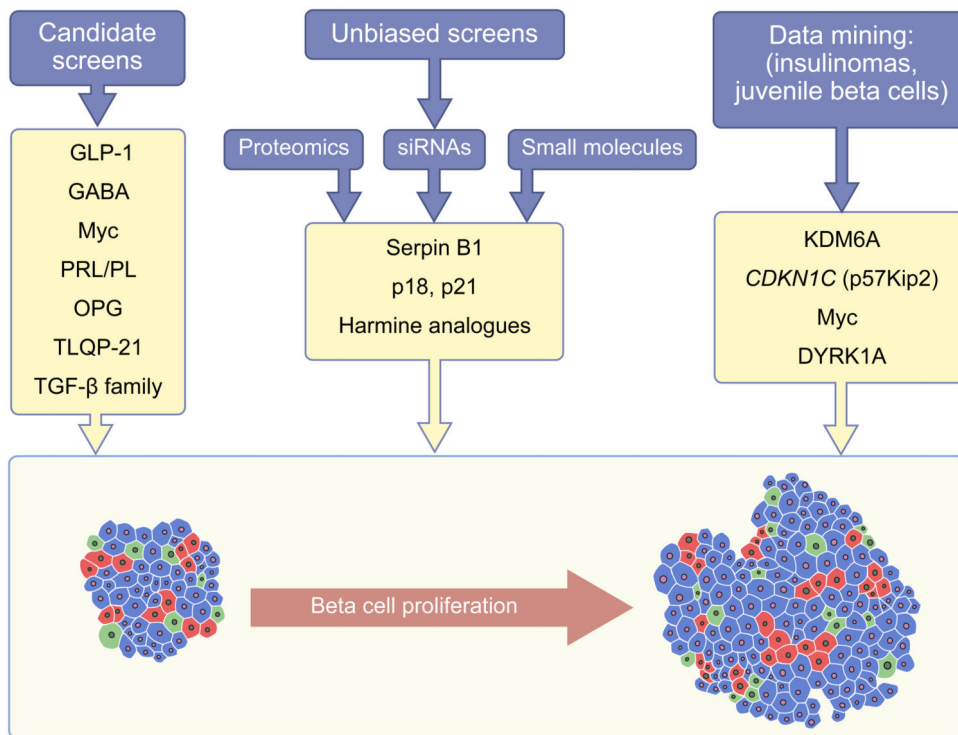 Candidate
screens
GLP-1
GABA
Myc
PRL/PL
OPG
TLQP-21
TGF-β family
Unbiased screens
Proteomics
siRNAs
Small molecules
Serpin B1
p18, p21
Harmine analogues
Data mining:
(insulinomas,
juvenile beta cells)
KDM6A
CDKN1C (p57Kip2)
Myc
DYRK1A
Beta cell proliferation